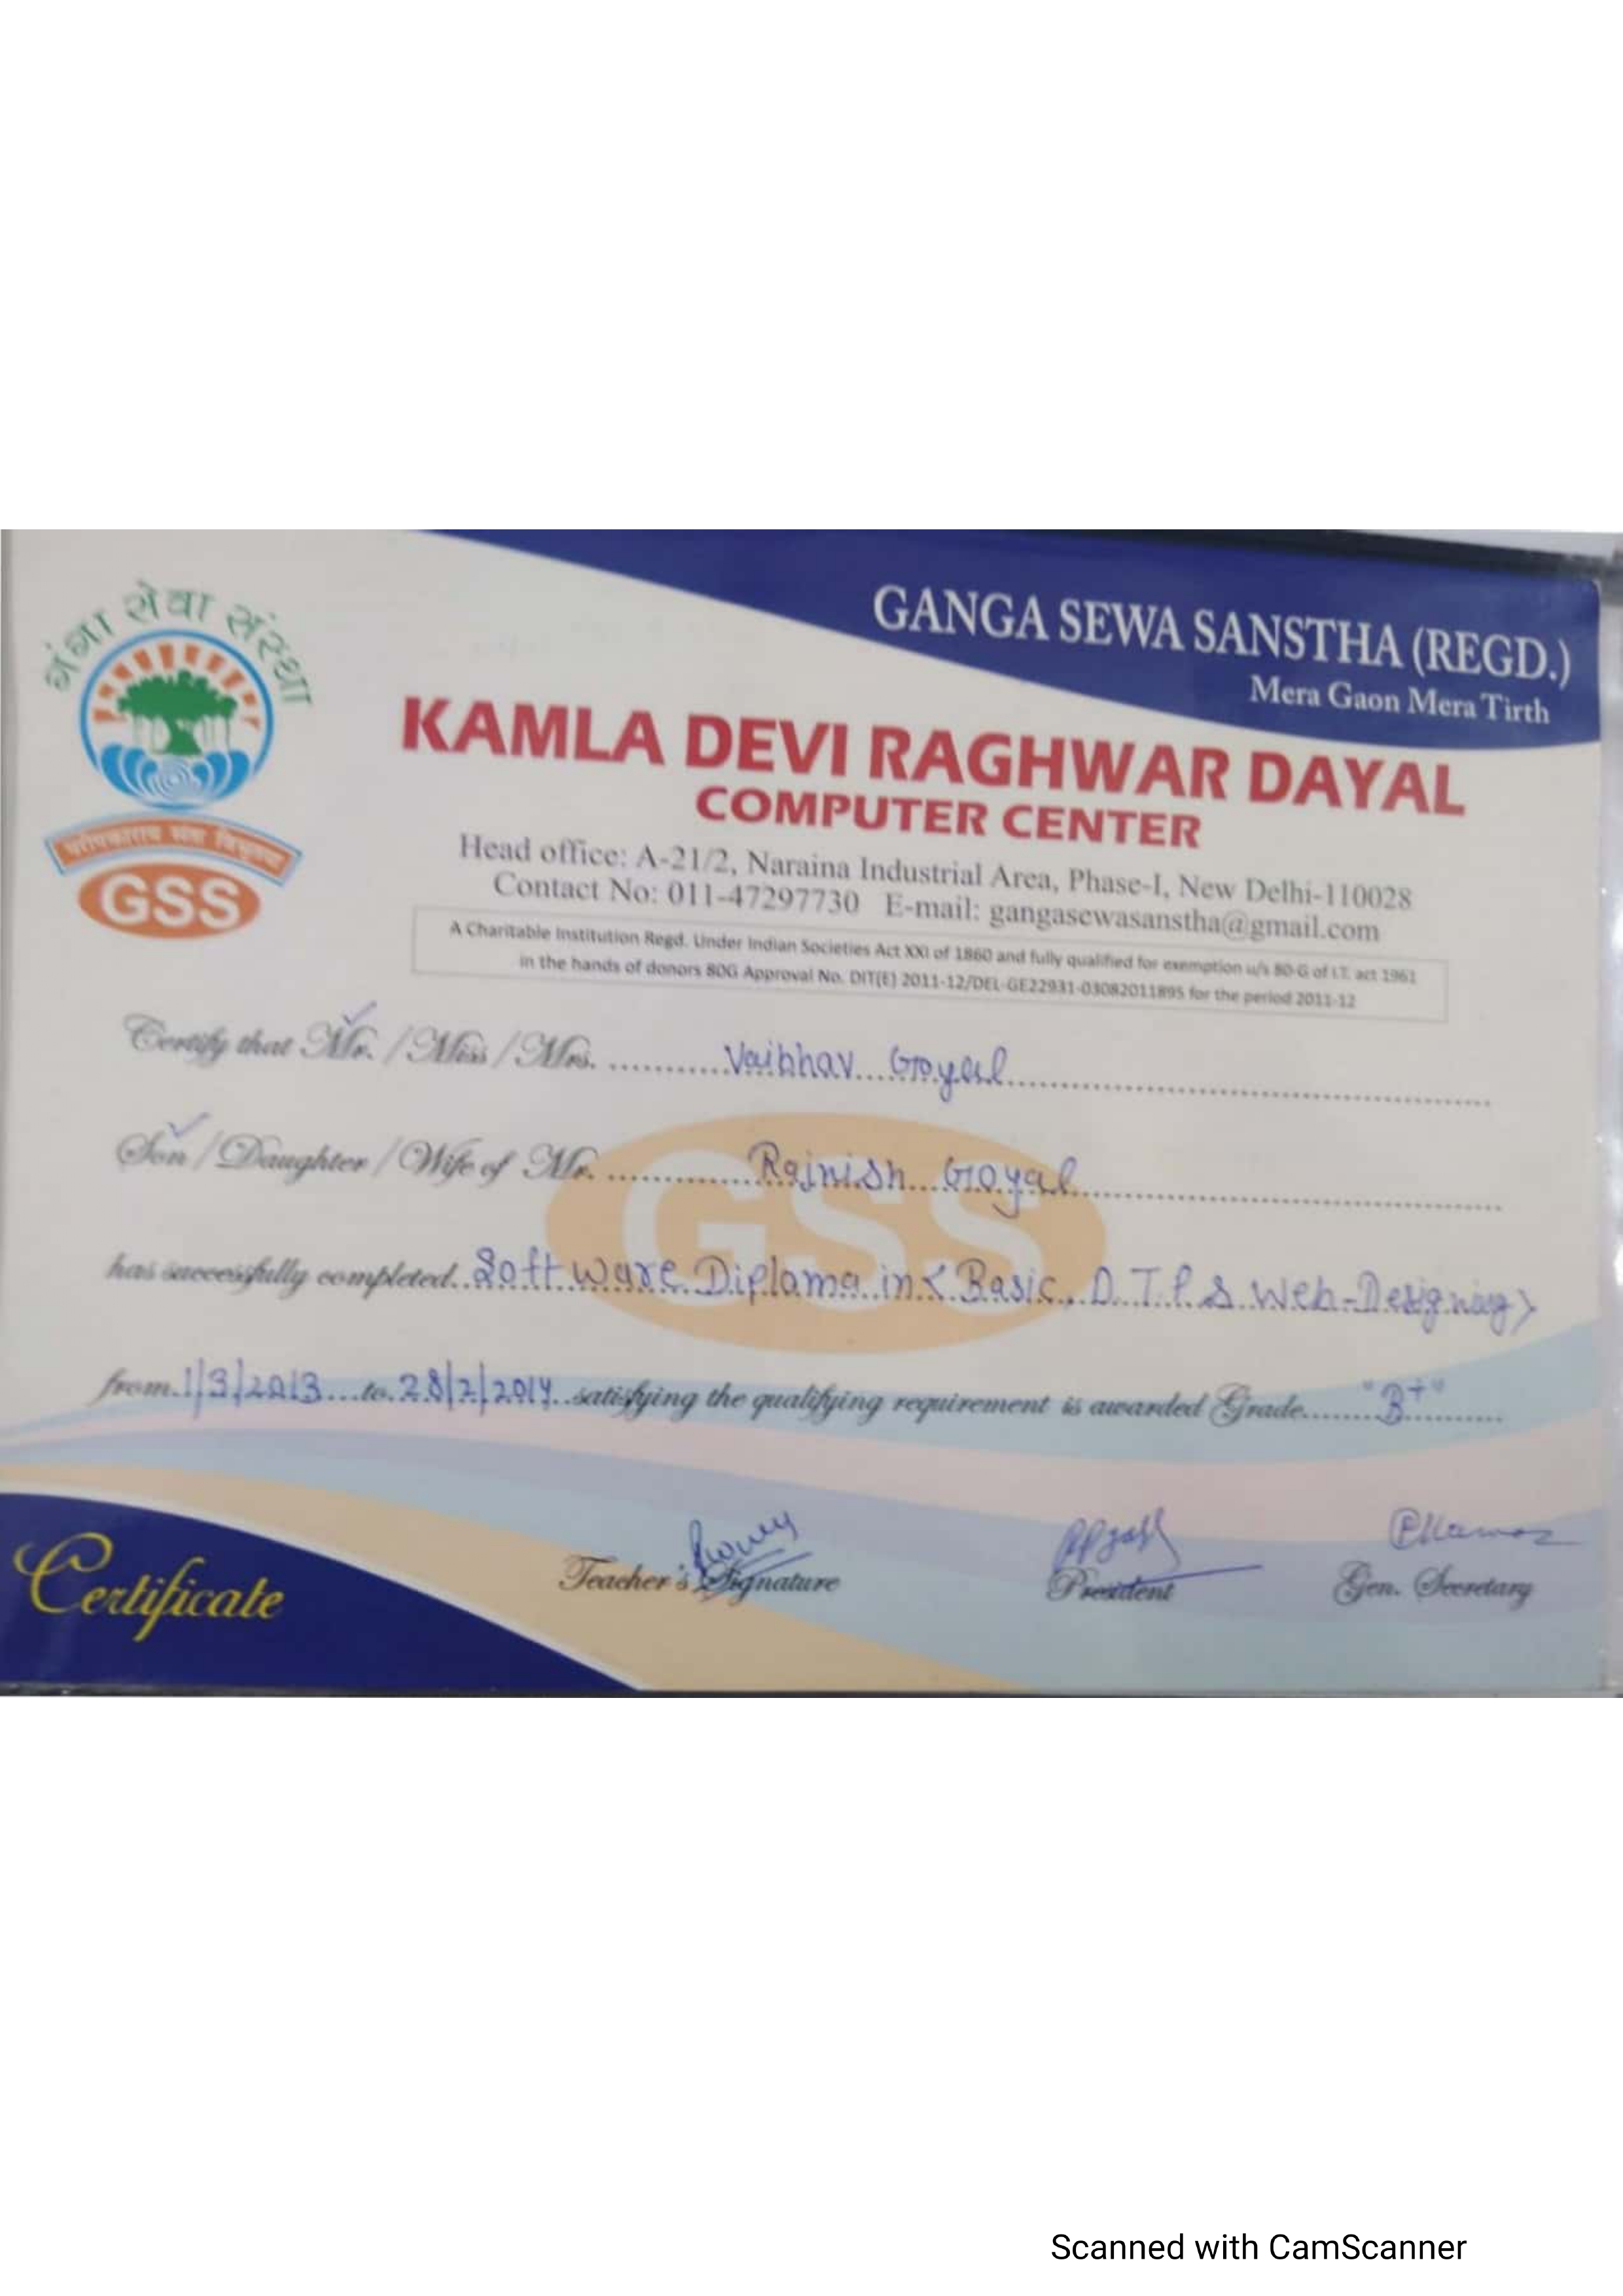 GANGA SEWA SANSTHA (REGD.)
Mera Gaon Mera Tirth
गंगा सेवा संस्था
परोपकाराय सतां विभूतयः
GSS
KAMLA DEVI RAGHWAR DAYAL
COMPUTER CENTER
Head office: A-21/2, Naraina Industrial Area, Phase-I, New Delhi-110028
Contact No: 011-47297730 E-mail: gangasewasanstha@gmail.com
A Charitable Institution Regd. Under Indian Societies Act XXI of 1860 and fully qualified for exemption u/s 80-G of I.T. act 1961
in the hands of donors 80G Approval No. DIT(E) 2011-12/DEL-GE22931-03082011895 for the period 2011-12
Certify that Mr. / Miss / Mrs. Vaibhav Goyal
Son / Daughter / Wife of Mr. Rajnish Goyal
GSS
has successfully completed Software Diploma in < Basic, D.T.P & Web-Designing >
from 1/3/2013 to 28/2/2014 satisfying the qualifying requirement is awarded Grade "B+"
Teacher's Signature
President
Gen. Secretary
Certificate
Scanned with CamScanner